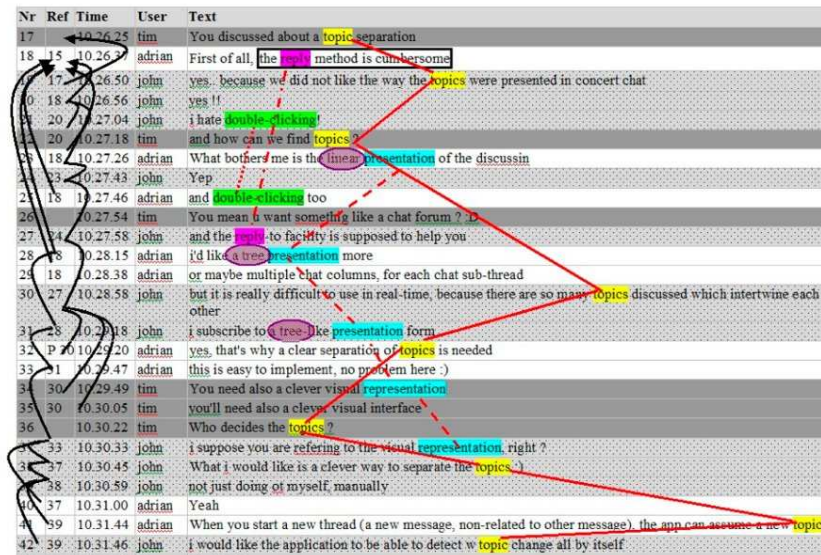 Nr Ref Time User Text
17 10.26.25 tim You discussed about a topic separation
18 15 10.26.37 adrian First of all, the reply method is cumbersome
19 17 10.26.50 john yes.. because we did not like the way the topics were presented in concert chat
20 18 10.26.56 john yes !!
21 20 10.27.04 john i hate double-clicking!
22 20 10.27.18 tim and how can we find topics ?
23 18 10.27.26 adrian What bothers me is the linear presentation of the discussin
24 23 10.27.43 john Yep
25 18 10.27.46 adrian and double-clicking too
26 10.27.54 tim You mean u want somethig like a chat forum ? :D
27 24 10.27.58 john and the reply-to facility is supposed to help you
28 18 10.28.15 adrian i'd like a tree presentation more
29 18 10.28.38 adrian or maybe multiple chat columns, for each chat sub-thread
30 27 10.28.58 john but it is really difficult to use in real-time, because there are so many topics discussed which intertwine each
other
31 28 10.29.18 john i subscribe to a tree-like presentation form
32 P 30 10.29.20 adrian yes, that's why a clear separation of topics is needed
33 31 10.29.47 adrian this is easy to implement, no problem here :)
34 30 10.29.49 tim You need also a clever visual representation
35 30 10.30.05 tim you'll need also a clever visual interface
36 10.30.22 tim Who decides the topics ?
37 33 10.30.33 john i suppose you are refering to the visual representation, right ?
38 37 10.30.45 john What i would like is a clever way to separate the topics :)
39 38 10.30.59 john not just doing ot myself, manually
40 37 10.31.00 adrian Yeah
41 39 10.31.44 adrian When you start a new thread (a new message, non-related to other message), the app can assume a new topic
42 39 10.31.46 john i would like the application to be able to detect w topic change all by itself